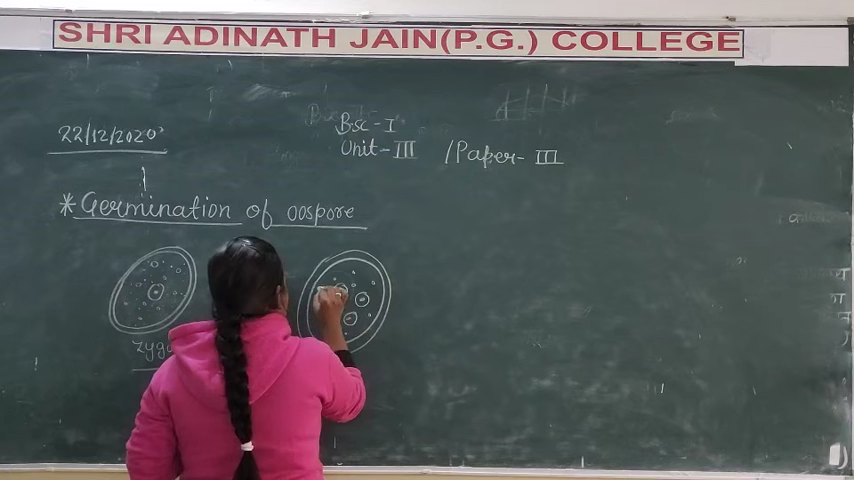 SHRI ADINATH JAIN(P.G.) COLLEGE
22/12/2020
Bsc-I
Unit-III /Paper-III
*Germination of oospore